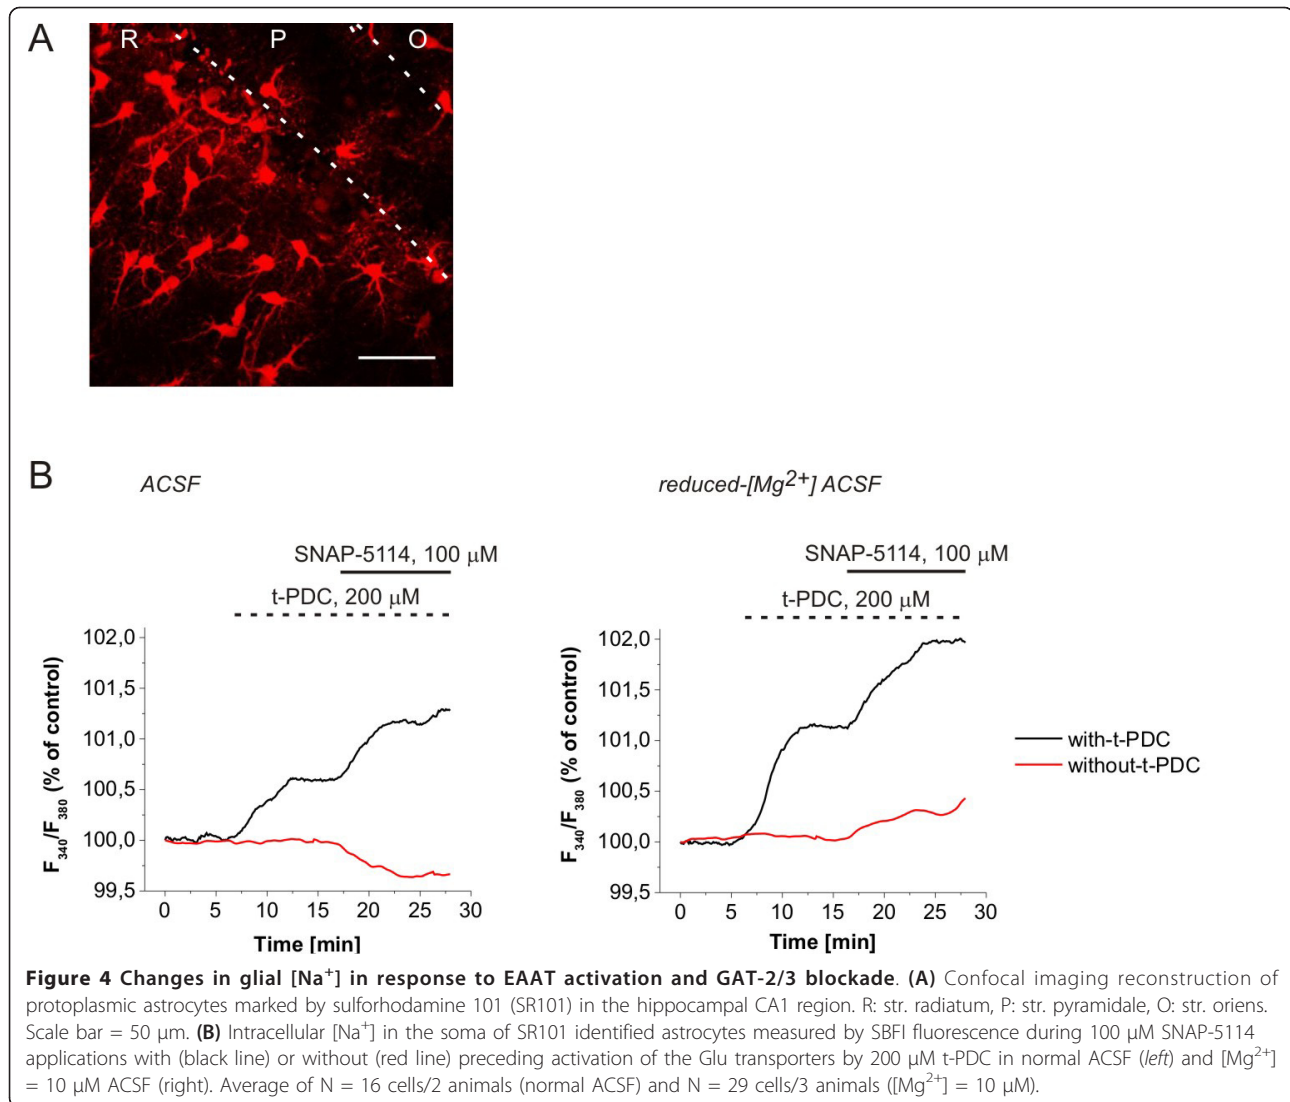 A
R P O
B
ACSF
reduced-[Mg2+] ACSF
SNAP-5114, 100 µM
t-PDC, 200 µM
102,0
101,5
101,0
100,5
100,0
99,5
F340/F380 (% of control)
0 5 10 15 20 25 30
Time [min]
SNAP-5114, 100 µM
t-PDC, 200 µM
102,0
101,5
101,0
100,5
100,0
99,5
F340/F380 (% of control)
0 5 10 15 20 25 30
Time [min]
with-t-PDC
without-t-PDC
Figure 4 Changes in glial [Na+] in response to EAAT activation and GAT-2/3 blockade. (A) Confocal imaging reconstruction of
protoplasmic astrocytes marked by sulforhodamine 101 (SR101) in the hippocampal CA1 region. R: str. radiatum, P: str. pyramidale, O: str. oriens.
Scale bar = 50 µm. (B) Intracellular [Na+] in the soma of SR101 identified astrocytes measured by SBFI fluorescence during 100 µM SNAP-5114
applications with (black line) or without (red line) preceding activation of the Glu transporters by 200 µM t-PDC in normal ACSF (left) and [Mg2+]
= 10 µM ACSF (right). Average of N = 16 cells/2 animals (normal ACSF) and N = 29 cells/3 animals ([Mg2+] = 10 µM).